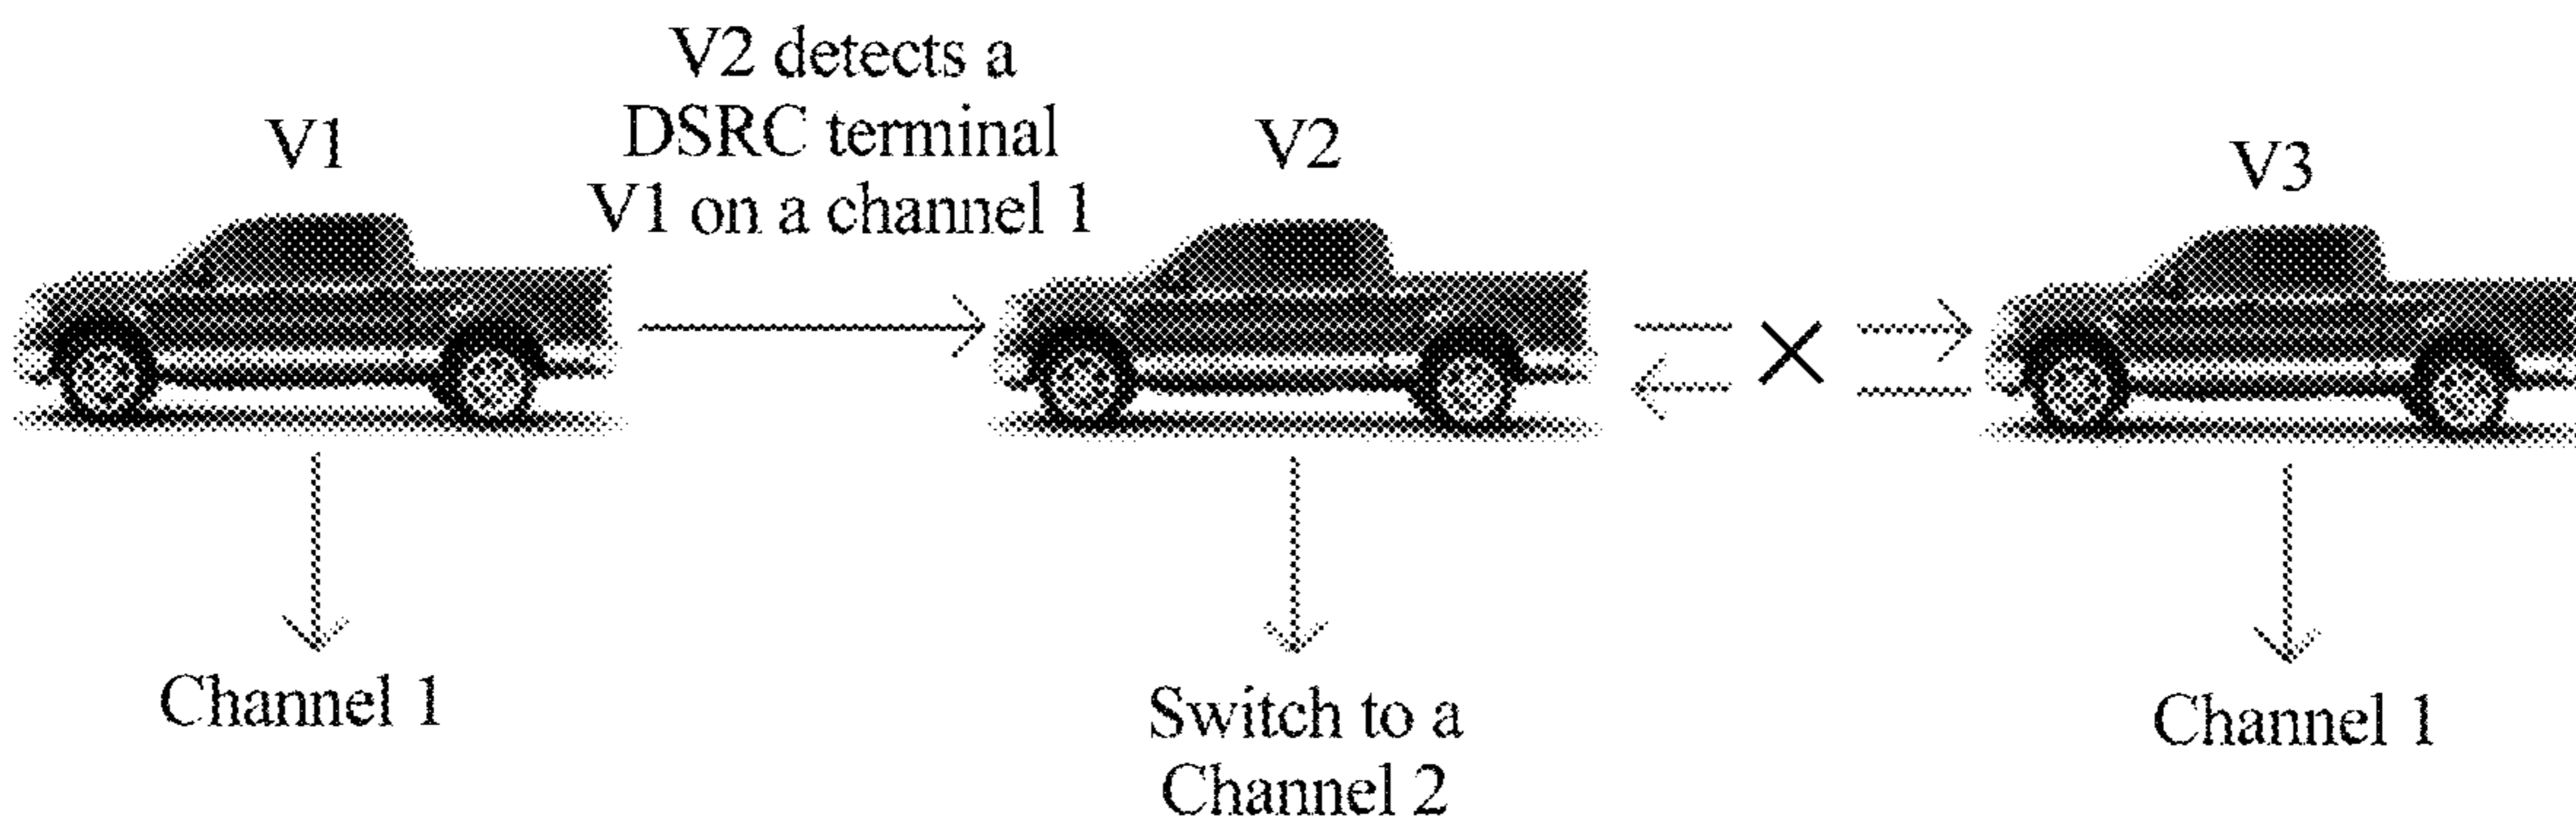 V2 detects a
DSRC terminal
V1 on a channel 1
V1
V2
V3
Channel 1
Switch to a
Channel 2
Channel 1